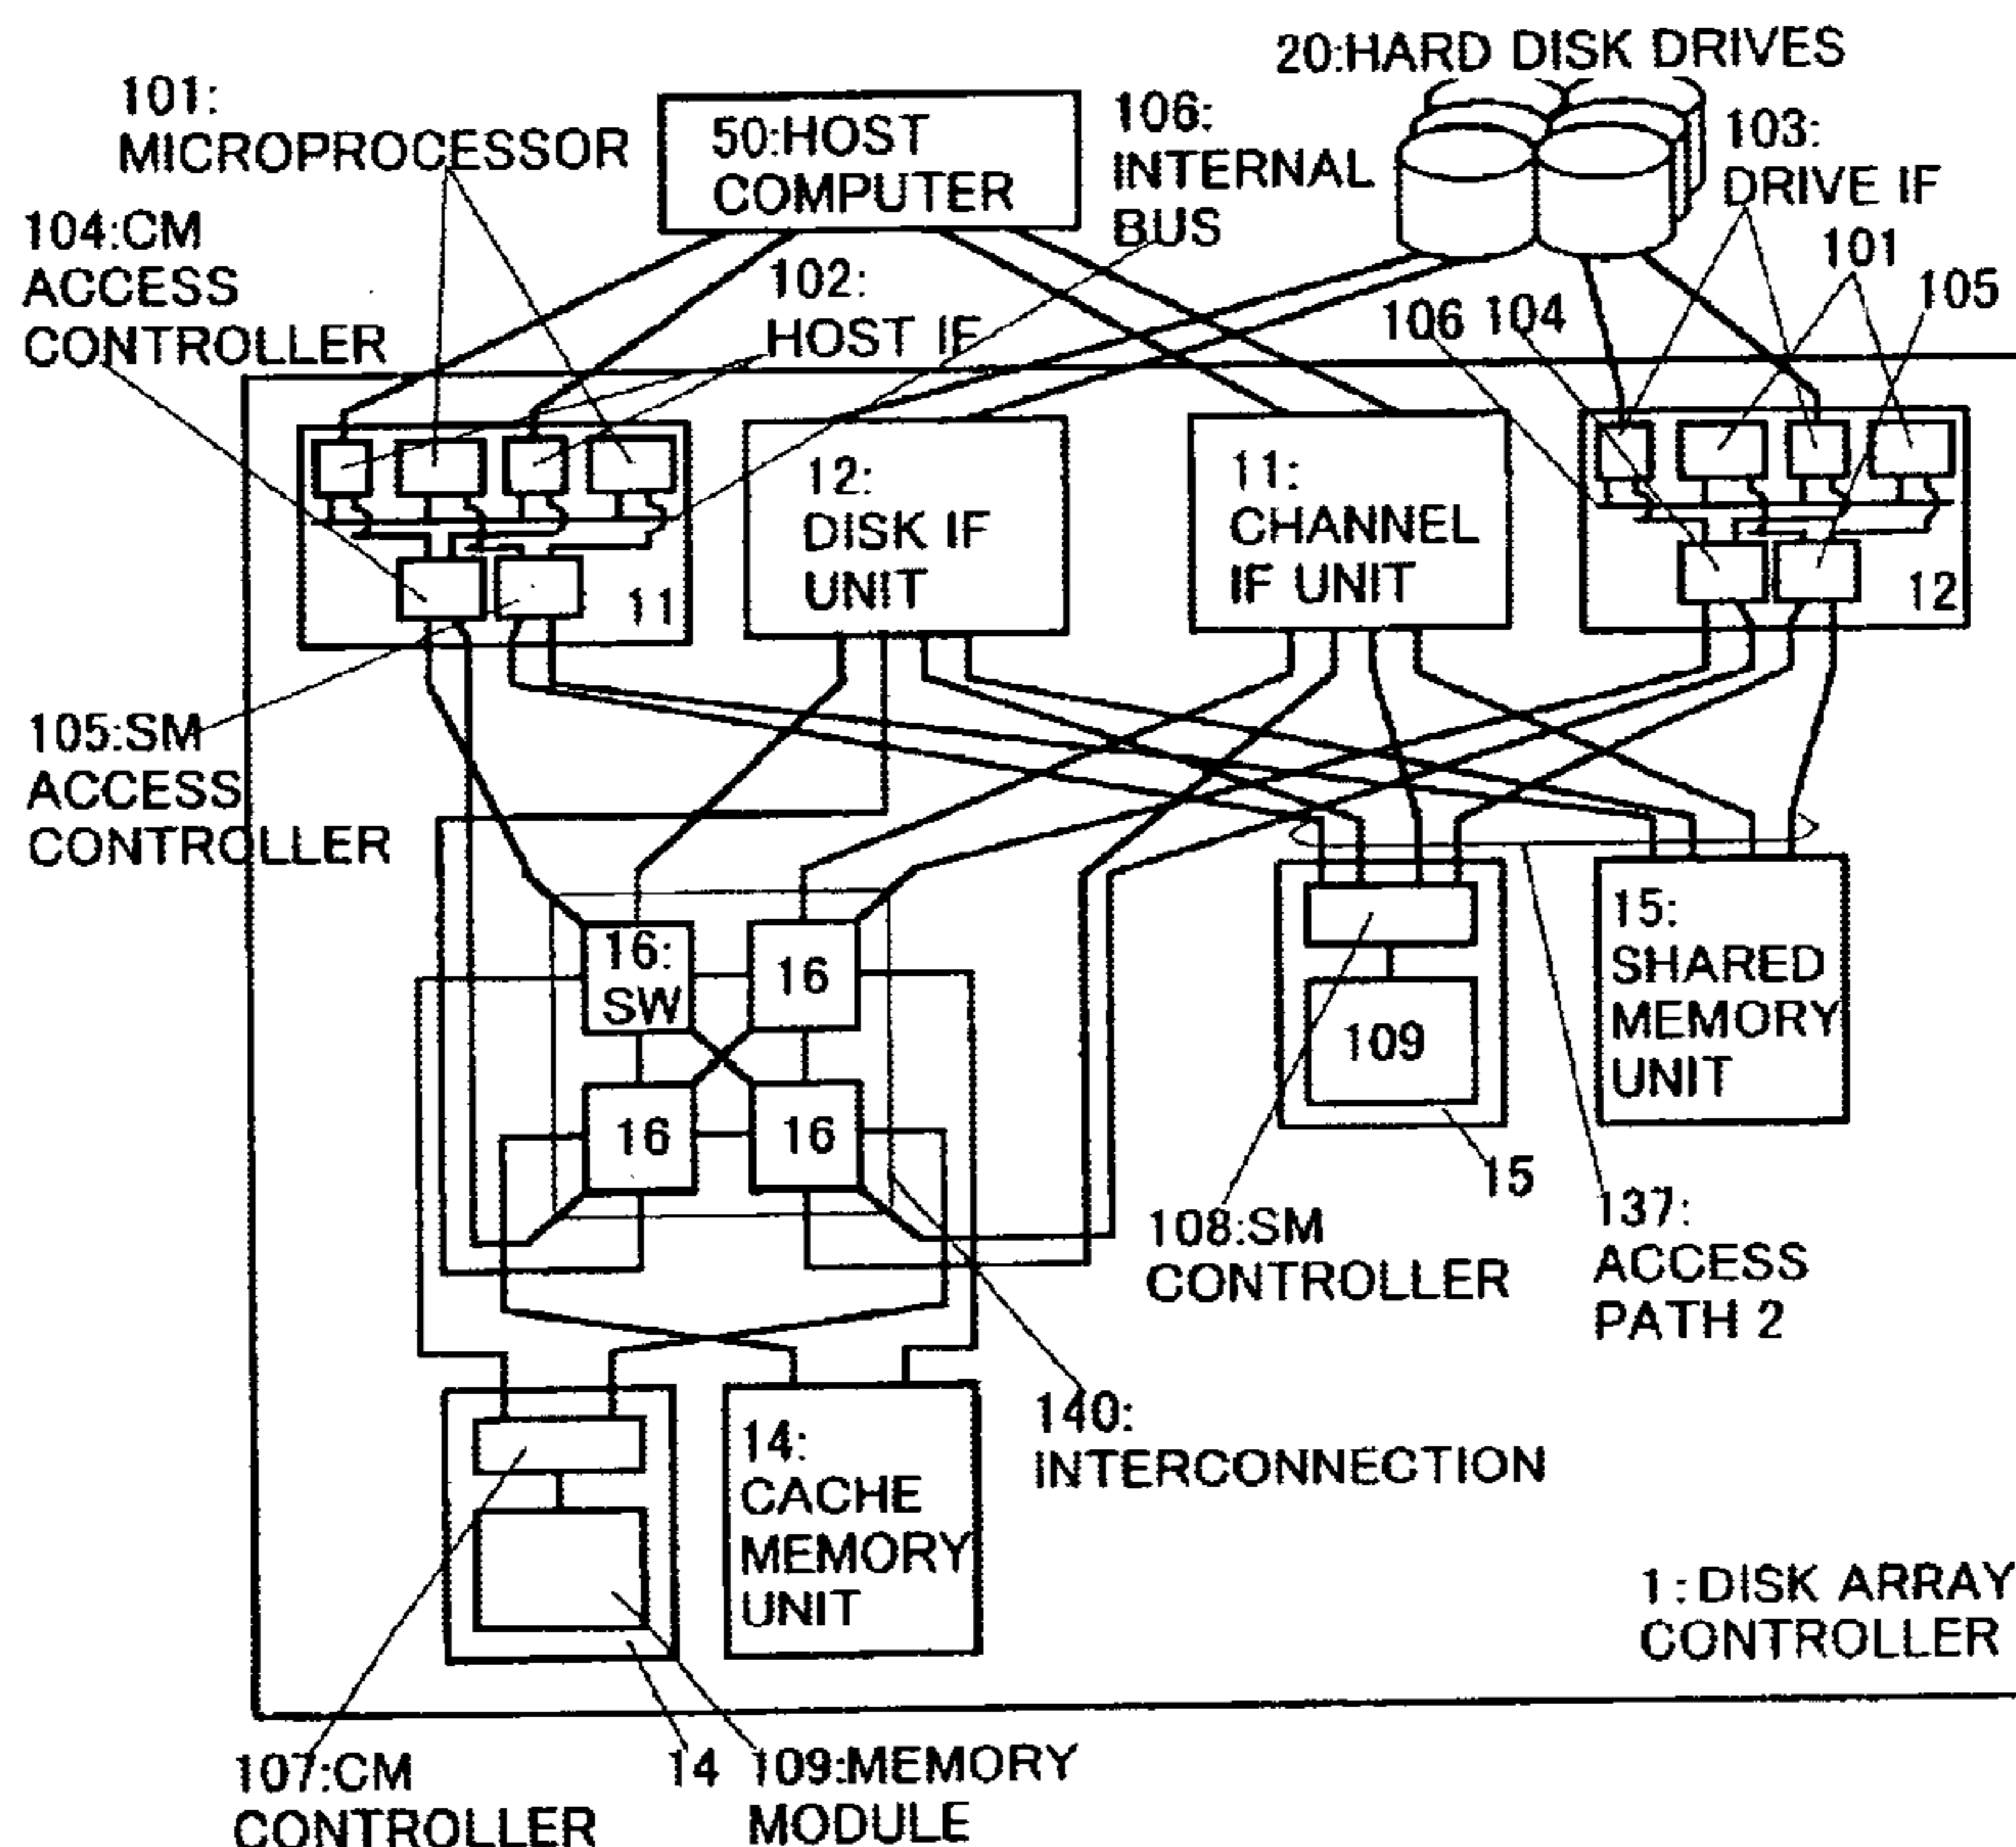 20:HARD DISK DRIVES
101:
MICROPROCESSOR
50:HOST
COMPUTER
106:
INTERNAL
BUS
103:
DRIVE IF
104:CM
ACCESS
CONTROLLER
102:
HOST IF
101
105
106
104
12:
DISK IF
UNIT
11:
CHANNEL
IF UNIT
11
12
105:SM
ACCESS
CONTROLLER
16:
SW
16
16
16
109
15:
SHARED
MEMORY
UNIT
15
108:SM
CONTROLLER
137:
ACCESS
PATH 2
140:
INTERCONNECTION
14:
CACHE
MEMORY
UNIT
1:DISK ARRAY
CONTROLLER
107:CM
CONTROLLER
14
109:MEMORY
MODULE